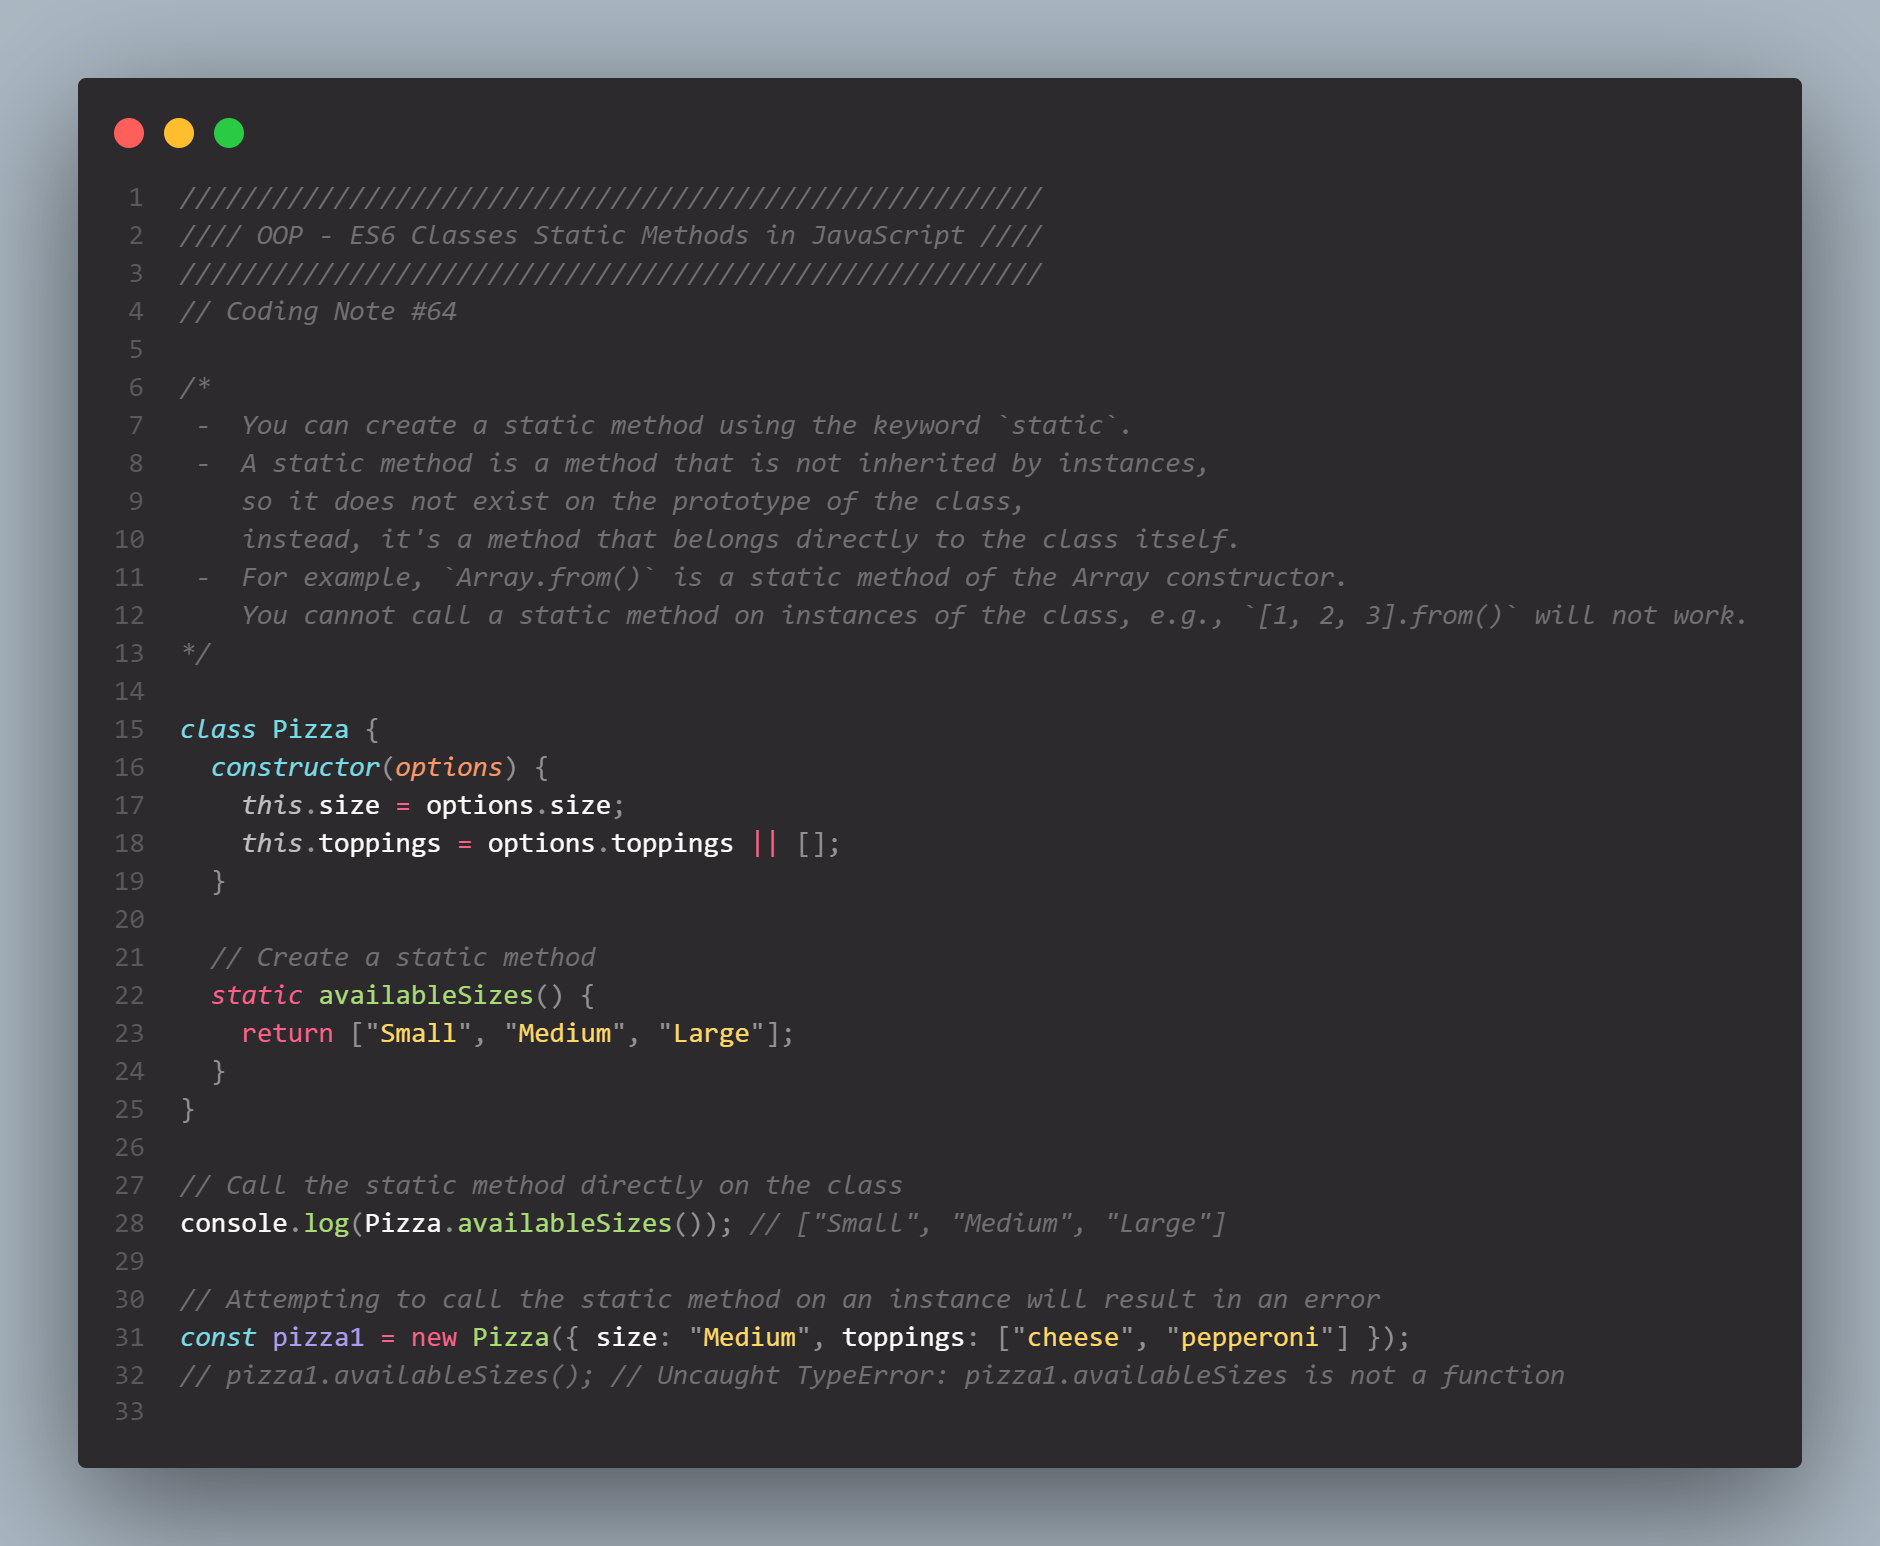 1 ////////////////////////////////////////////////////////
2 //// OOP - ES6 Classes Static Methods in JavaScript ////
3 ////////////////////////////////////////////////////////
4 // Coding Note #64
5
6 /*
7  -  You can create a static method using the keyword `static`.
8  -  A static method is a method that is not inherited by instances,
9     so it does not exist on the prototype of the class,
10     instead, it's a method that belongs directly to the class itself.
11  -  For example, `Array.from()` is a static method of the Array constructor.
12     You cannot call a static method on instances of the class, e.g., `[1, 2, 3].from()` will not work.
13 */
14
15 class Pizza {
16   constructor(options) {
17     this.size = options.size;
18     this.toppings = options.toppings || [];
19   }
20
21   // Create a static method
22   static availableSizes() {
23     return ["Small", "Medium", "Large"];
24   }
25 }
26
27 // Call the static method directly on the class
28 console.log(Pizza.availableSizes()); // ["Small", "Medium", "Large"]
29
30 // Attempting to call the static method on an instance will result in an error
31 const pizza1 = new Pizza({ size: "Medium", toppings: ["cheese", "pepperoni"] });
32 // pizza1.availableSizes(); // Uncaught TypeError: pizza1.availableSizes is not a function
33